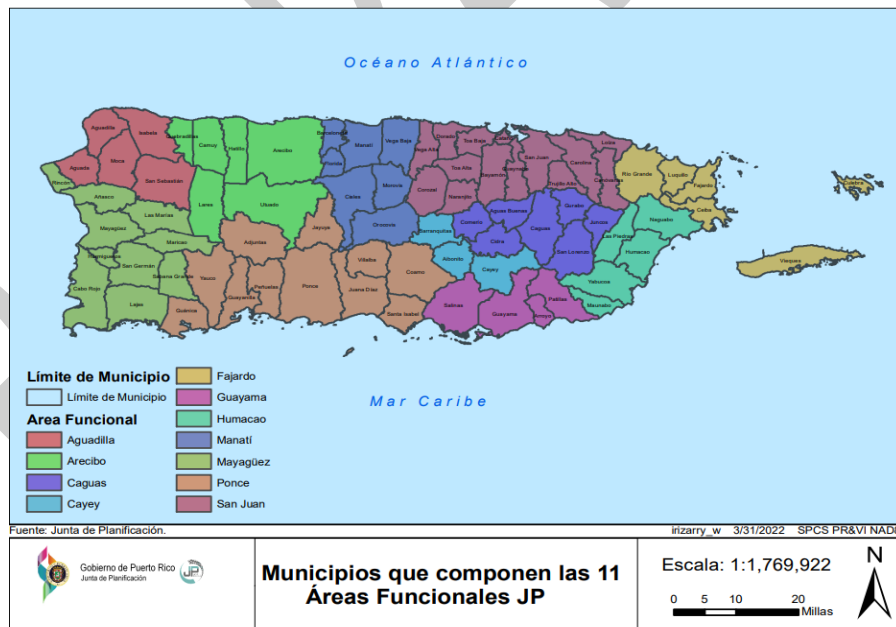 Océano Atlántico
Aguadilla
Isabela
Quebradillas
Camuy
Hatillo
Arecibo
Barceloneta
Manatí
Vega Baja
Vega Alta
Dorado
Toa Baja
Cataño
San Juan
Loiza
Carolina
Aguada
Moca
San Sebastián
Rincón
Florida
Toa Alta
Bayamón
Guaynabo
Trujillo Alto
Canóvanas
Río Grande
Luquillo
Fajardo
Culebra
Añasco
Lares
Utuado
Ciales
Morovis
Corozal
Naranjito
Ceiba
Las Marías
Mayagüez
Maricao
Adjuntas
Jayuya
Orocovis
Barranquitas
Comerío
Aguas Buenas
Caguas
Gurabo
Juncos
Naguabo
Las Piedras
Hormigueros
San Germán
Sabana Grande
Yauco
Villalba
Coamo
Aibonito
Cidra
Cayey
San Lorenzo
Humacao
Vieques
Cabo Rojo
Lajas
Guánica
Guayanilla
Peñuelas
Ponce
Juana Díaz
Santa Isabel
Salinas
Guayama
Arroyo
Patillas
Yabucoa
Maunabo
Mar Caribe
Límite de Municipio
Límite de Municipio
Area Funcional
Aguadilla
Arecibo
Caguas
Cayey
Fajardo
Guayama
Humacao
Manatí
Mayagüez
Ponce
San Juan
Fuente: Junta de Planificación.
irizarry_w 3/31/2022 SPCS PR&VI NAD
Gobierno de Puerto Rico
Junta de Planificación
JP
Municipios que componen las 11
Áreas Funcionales JP
Escala: 1:1,769,922
0 5 10 20
Millas
N